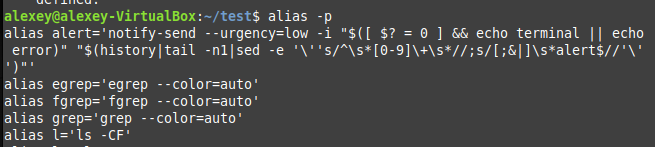 defined.
alexey@alexey-VirtualBox:~/test$ alias -p
alias alert='notify-send --urgency=low -i "$([ $? = 0 ] && echo terminal || echo
 error)" "$(history|tail -n1|sed -e '\''s/^\s*[0-9]\+\s*//;s/[;&|]\s*alert$//'\'
')"'
alias egrep='egrep --color=auto'
alias fgrep='fgrep --color=auto'
alias grep='grep --color=auto'
alias l='ls -CF'